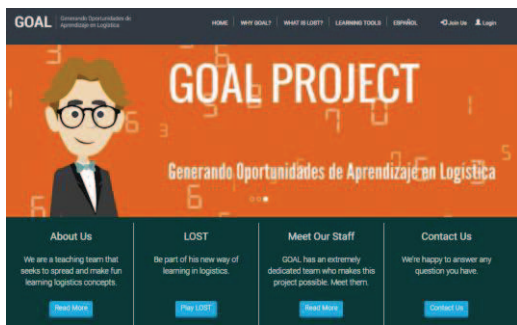 GOAL Generando Oportunidades de
Aprendizaje en Logística
HOME WHY GOAL? WHAT IS LOST? LEARNING TOOLS ESPAÑOL Join Us Login
GOAL PROJECT
Generando Oportunidades de Aprendizaje en Logística
About Us
We are a teaching team that
seeks to spread and make fun
learning logistics concepts.
Read More
LOST
Be part of his new way of
learning in logistics.
Play LOST
Meet Our Staff
GOAL has an extremely
dedicated team who makes this
project possible. Meet them.
Read More
Contact Us
We're happy to answer any
question you have.
Contact Us